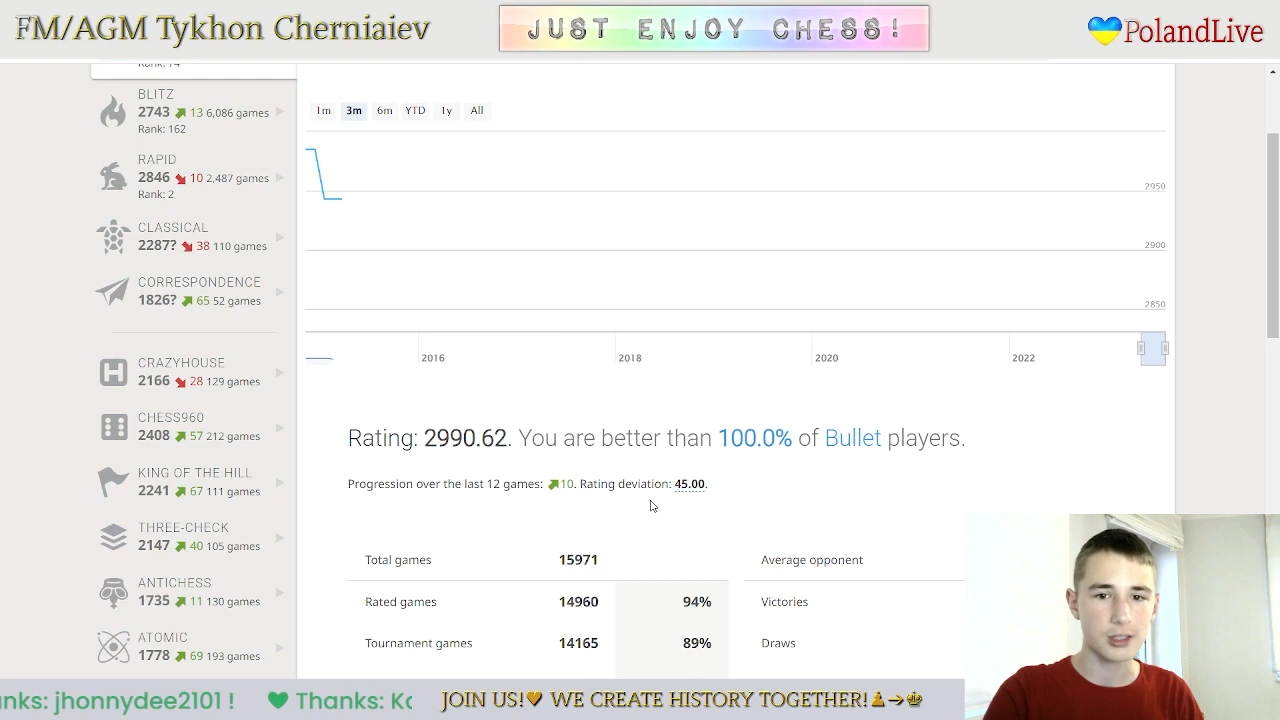 FM/AGM Tykhon Cherniaiev
JUST ENJOY CHESS!
PolandLive
Rank: 74
BLITZ
2743 13 6,086 games
Rank: 162
RAPID
2846 10 2,487 games
Rank: 2
CLASSICAL
2287? 38 110 games
CORRESPONDENCE
1826? 65 52 games
CRAZYHOUSE
2166 28 129 games
CHESS960
2408 57 212 games
KING OF THE HILL
2241 67 111 games
THREE-CHECK
2147 40 105 games
ANTICHESS
1735 11 130 games
ATOMIC
1778 69 193 games
1m 3m 6m YTD 1y All
2950
2900
2850
2016 2018 2020 2022
Rating: 2990.62. You are better than 100.0% of Bullet players.
Progression over the last 12 games: 10. Rating deviation: 45.00.
Total games 15971 Average opponent
Rated games 14960 94% Victories
Tournament games 14165 89% Draws
nks: jhonnydee2101 ! Thanks: Ko
JOIN US! WE CREATE HISTORY TOGETHER!